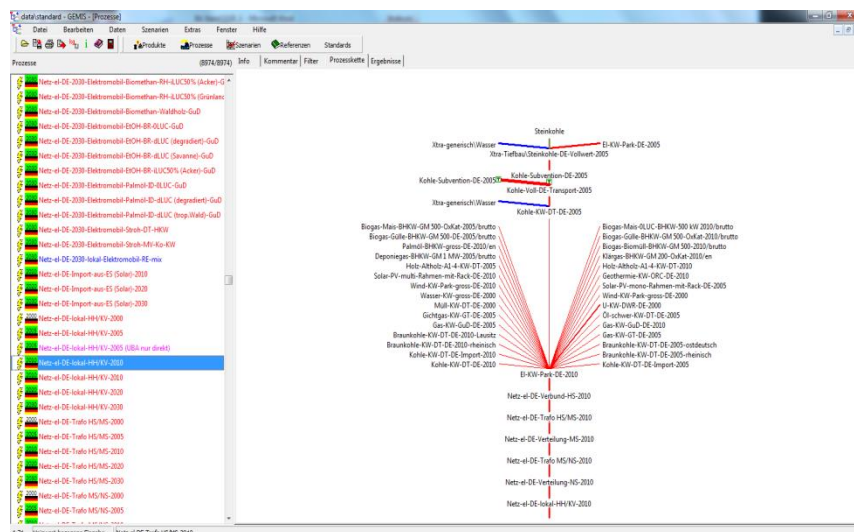 data\standard - GEMIS - [Prozesse]
Datei Bearbeiten Daten Szenarien Extras Fenster Hilfe
Produkte Prozesse Szenarien Referenzen Standards
Prozesse (8974/8974) Info Kommentar Filter Prozesskette Ergebnisse
Netz-el-DE-2030-Elektromobil-Biomethan-RH-iLUC50% (Acker)-G
Netz-el-DE-2030-Elektromobil-Biomethan-RH-iLUC50% (Grünland
Netz-el-DE-2030-Elektromobil-Biomethan-Waldholz-GuD
Netz-el-DE-2030-Elektromobil-EtOH-BR-0LUC-GuD
Netz-el-DE-2030-Elektromobil-EtOH-BR-dLUC (degradiert)-GuD
Netz-el-DE-2030-Elektromobil-EtOH-BR-dLUC (Savanne)-GuD
Netz-el-DE-2030-Elektromobil-EtOH-BR-iLUC50% (Acker)-GuD
Netz-el-DE-2030-Elektromobil-Palmöl-ID-0LUC-GuD
Netz-el-DE-2030-Elektromobil-Palmöl-ID-dLUC (degradiert)-GuD
Netz-el-DE-2030-Elektromobil-Palmöl-ID-dLUC (trop.Wald)-GuD
Netz-el-DE-2030-Elektromobil-Stroh-DT-HKW
Netz-el-DE-2030-Elektromobil-Stroh-MV-Ko-KW
Netz-el-DE-2030-lokal-Elektromobil-RE-mix
Netz-el-DE-Import-aus-ES (Solar)-2010
Netz-el-DE-Import-aus-ES (Solar)-2020
Netz-el-DE-Import-aus-ES (Solar)-2030
Netz-el-DE-lokal-HH/KV-2000
Netz-el-DE-lokal-HH/KV-2005
Netz-el-DE-lokal-HH/KV-2005 (UBA nur direkt)
Netz-el-DE-lokal-HH/KV-2010
Netz-el-DE-lokal-HH/KV-2010
Netz-el-DE-lokal-HH/KV-2020
Netz-el-DE-lokal-HH/KV-2030
Netz-el-DE-Trafo HS/MS-2000
Netz-el-DE-Trafo HS/MS-2005
Netz-el-DE-Trafo HS/MS-2010
Netz-el-DE-Trafo HS/MS-2020
Netz-el-DE-Trafo HS/MS-2030
Netz-el-DE-Trafo MS/NS-2000
Netz-el-DE-Trafo MS/NS-2005
Steinkohle
Xtra-generisch\Wasser
El-KW-Park-DE-2005
Xtra-Tiefbau\Steinkohle-DE-Vollwert-2005
Kohle-Subvention-DE-2005
Kohle-Subvention-DE-2005
Kohle-Voll-DE-Transport-2005
Xtra-generisch\Wasser
Kohle-KW-DT-DE-2005
Biogas-Mais-BHKW-GM 500-OxKat-2005/brutto
Biogas-Gülle-BHKW-GM 500-DE-2005/brutto
Palmöl-BHKW-gross-DE-2010/en
Deponiegas-BHKW-GM 1 MW-2005/brutto
Holz-Altholz-A1-4-KW-DT-2005
Solar-PV-multi-Rahmen-mit-Rack-DE-2010
Wind-KW-Park-gross-DE-2010
Wasser-KW-gross-DE-2000
Müll-KW-DT-DE-2000
Gichtgas-KW-GT-DE-2005
Gas-KW-GuD-DE-2005
Braunkohle-KW-DT-DE-2010-Lausitz
Braunkohle-KW-DT-DE-2010-rheinisch
Kohle-KW-DT-DE-Import-2010
Kohle-KW-DT-DE-2010
Biogas-Mais-0LUC-BHKW-500 kW 2010/brutto
Biogas-Gülle-BHKW-GM 500-OxKat-2010/brutto
Biogas-Biomüll-BHKW-GM 500-2010/brutto
Klärgas-BHKW-GM 200-OxKat-2010/en
Holz-Altholz-A1-4-KW-DT-2010
Geothermie-KW-ORC-DE-2010
Solar-PV-mono-Rahmen-mit-Rack-DE-2005
Wind-KW-Park-gross-DE-2000
U-KW-DWR-DE-2000
Öl-schwer-KW-DT-DE-2005
Gas-KW-GuD-DE-2010
Gas-KW-GT-DE-2005
Braunkohle-KW-DT-DE-2005-ostdeutsch
Braunkohle-KW-DT-DE-2005-rheinisch
Kohle-KW-DT-DE-Import-2005
El-KW-Park-DE-2010
Netz-el-DE-Verbund-HS-2010
Netz-el-DE-Trafo HS/MS-2010
Netz-el-DE-Verteilung-MS-2010
Netz-el-DE-Trafo MS/NS-2010
Netz-el-DE-Verteilung-NS-2010
Netz-el-DE-lokal-HH/KV-2010